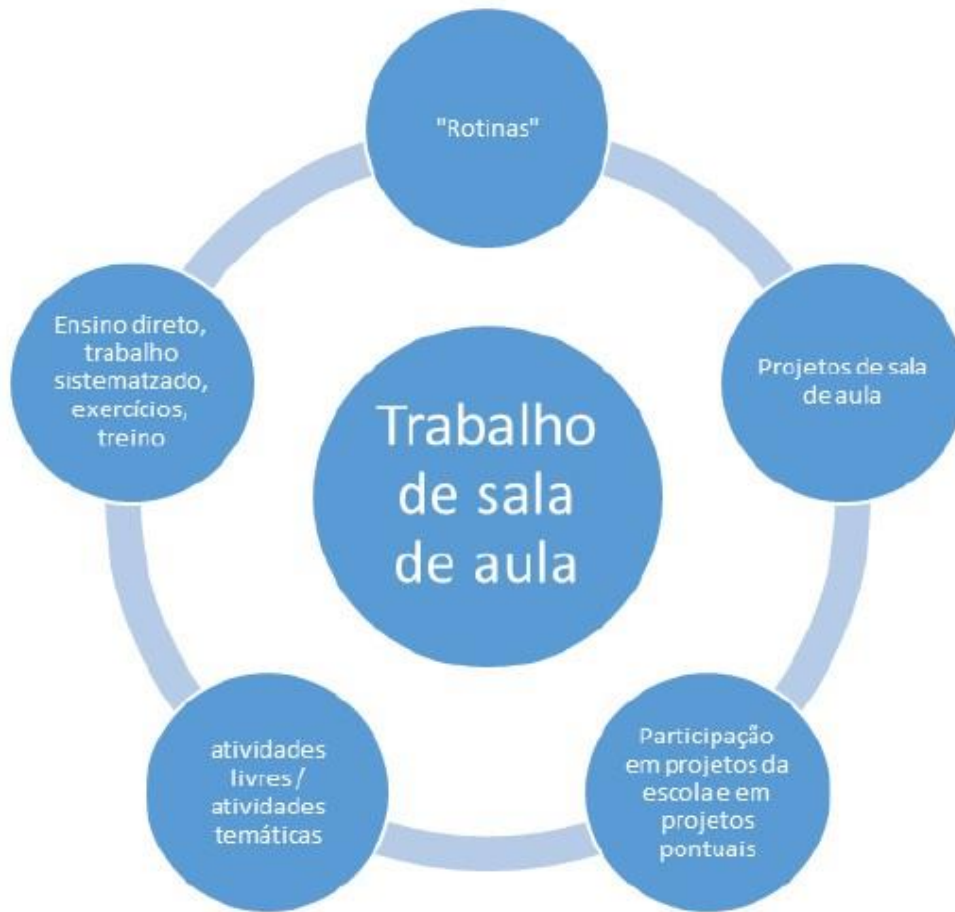 "Rotinas"
Ensino direto,
trabalho
sistematzado,
exercícios,
treino
Projetos de sala
de aula
Trabalho
de sala
de aula
atividades
livres /
atividades
temáticas
Participação
em projetos da
escola e em
projetos
pontuais